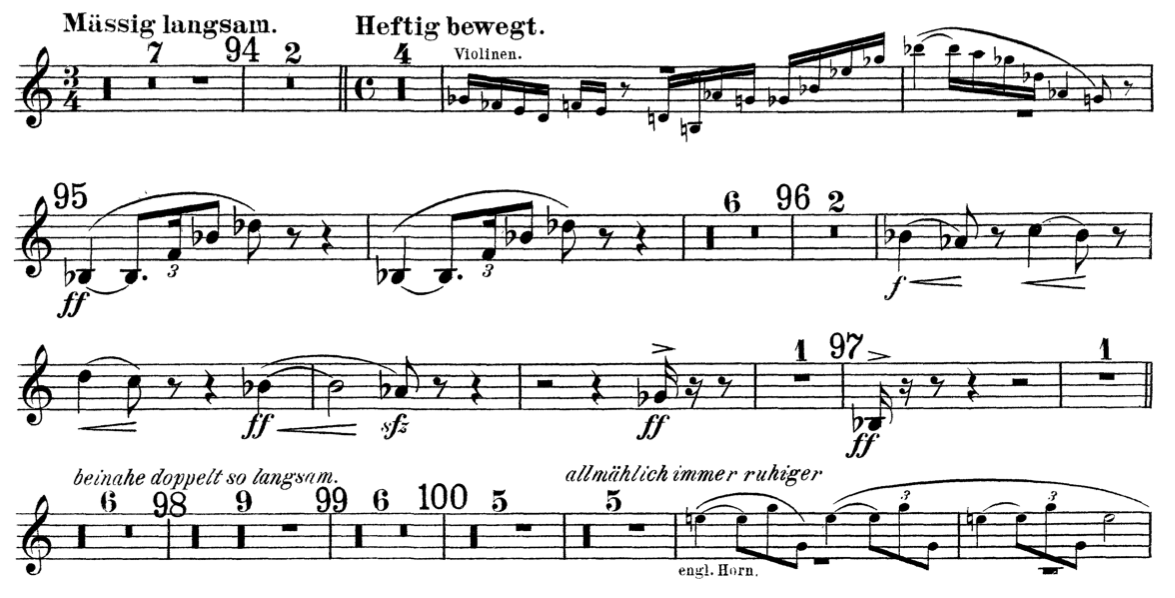 Mässig langsam. Heftig bewegt.
7 94 2 4 Violinen.
3
4
95
6 96 2
3 3
ff f
1 97 1
ff sfz ff ff
beinahe doppelt so langsam. allmählich immer ruhiger
6 98 9 99 6 100 5 5
3 3
engl. Horn.